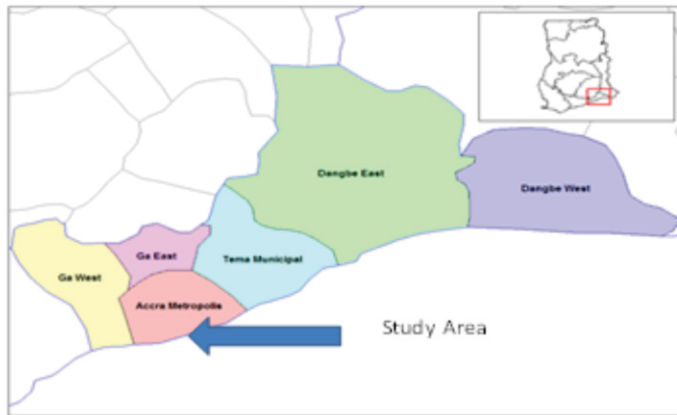 Dangbe East
Dangbe West
Ga East
Tema Municipal
Ga West
Accra Metropolis
Study Area